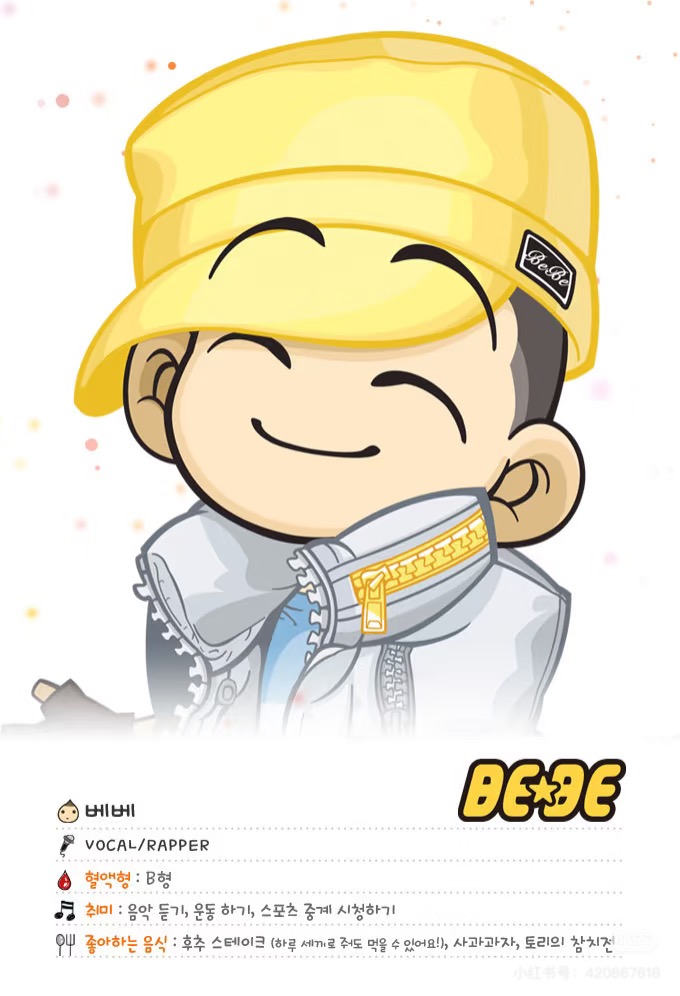 BeBe
BE★BE
베베
VOCAL/RAPPER
혈액형 : B형
취미 : 음악 듣기, 운동 하기, 스포츠 중계 시청하기
좋아하는 음식 : 후추 스테이크 (하루 세끼로 줘도 먹을 수 있어요!), 사과과자, 토리의 참치전
小红书号: 420667618